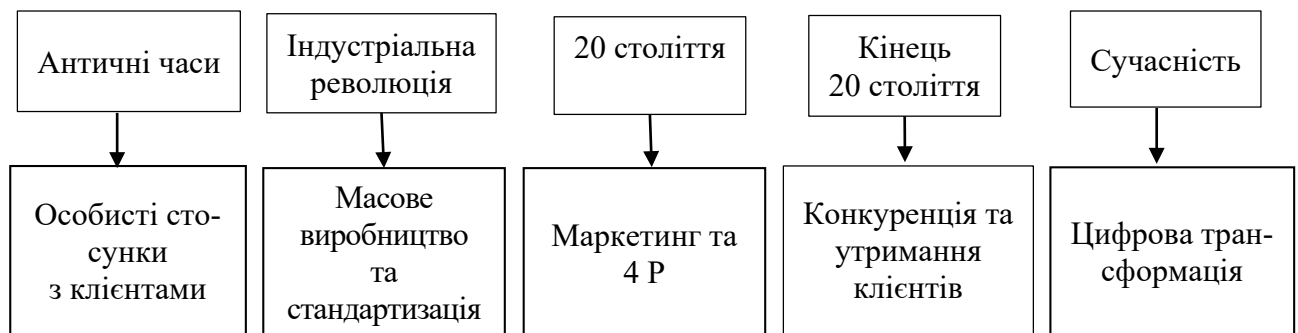 Античні часи
Індустріальна
революція
20 століття
Кінець
20 століття
Сучасність
Особисті сто-
сунки
з клієнтами
Масове
виробництво
та
стандартизація
Маркетинг та
4 Р
Конкуренція та
утримання
клієнтів
Цифрова тран-
сформація